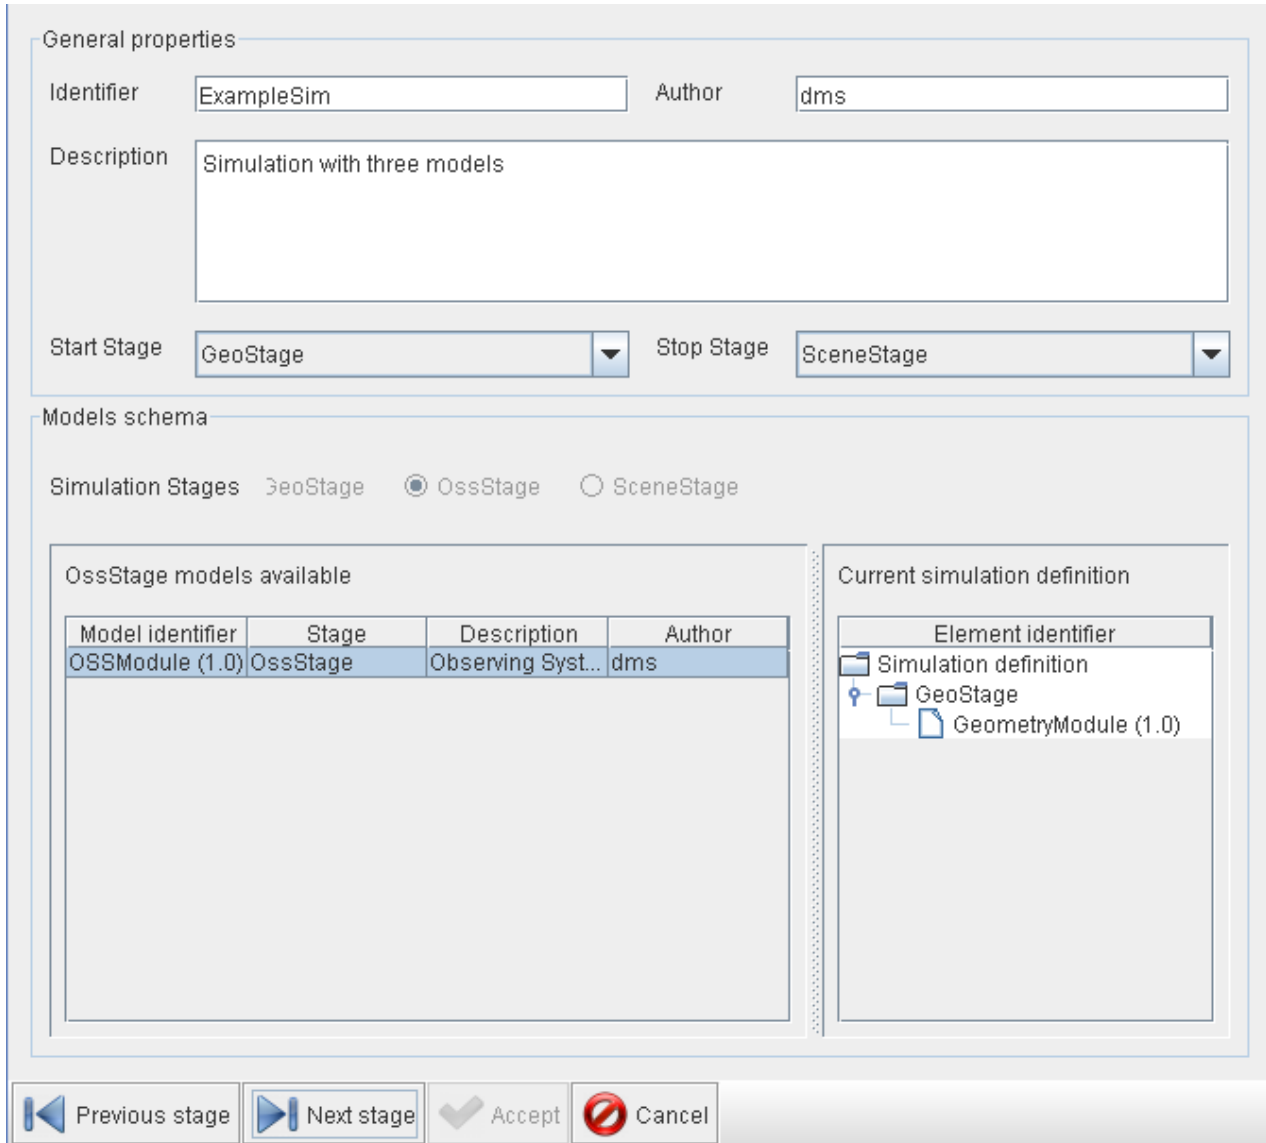 General properties
Identifier ExampleSim Author dms
Description Simulation with three models
Start Stage GeoStage Stop Stage SceneStage
Models schema
Simulation Stages GeoStage OssStage SceneStage
OssStage models available
Model identifier Stage Description Author
OSSModule (1.0) OssStage Observing Syst... dms
Current simulation definition
Element identifier
Simulation definition
GeoStage
GeometryModule (1.0)
Previous stage Next stage Accept Cancel